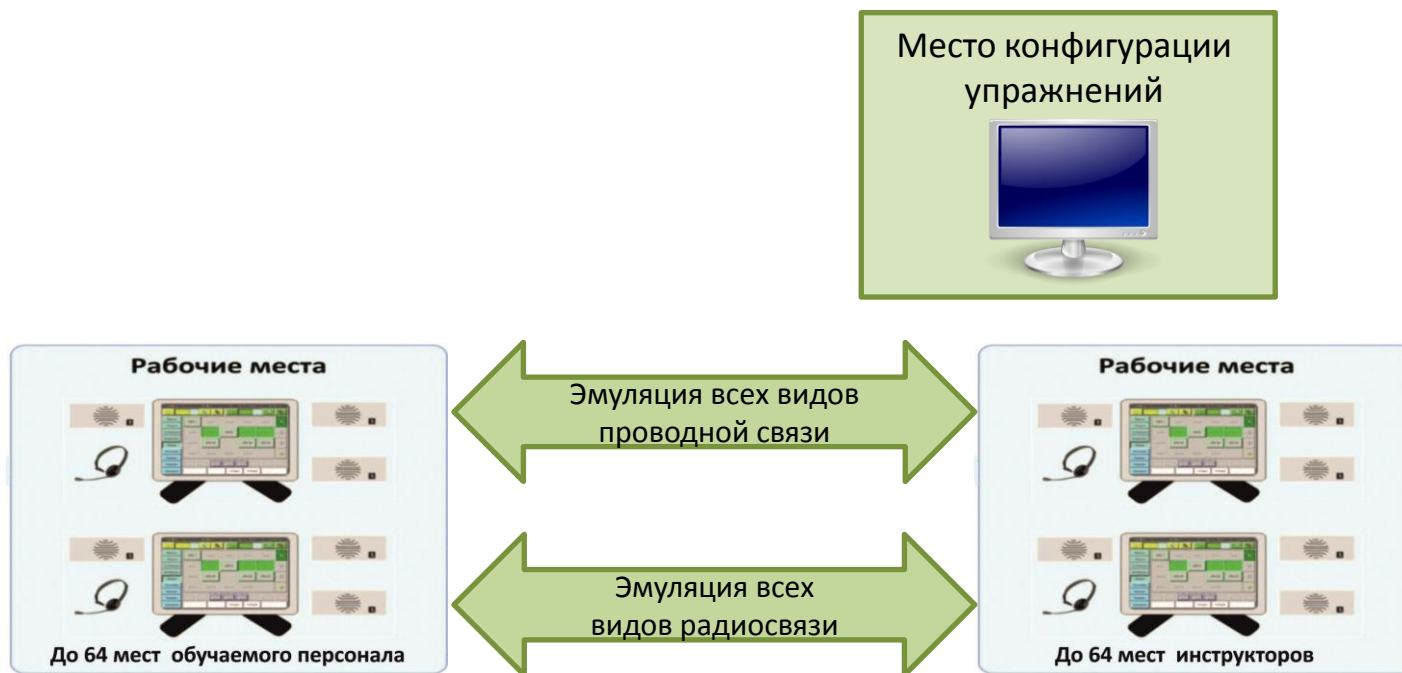 Место конфигурации
упражнений
Рабочие места
Эмуляция всех видов
проводной связи
Рабочие места
Эмуляция всех
видов радиосвязи
До 64 мест обучаемого персонала
До 64 мест инструкторов